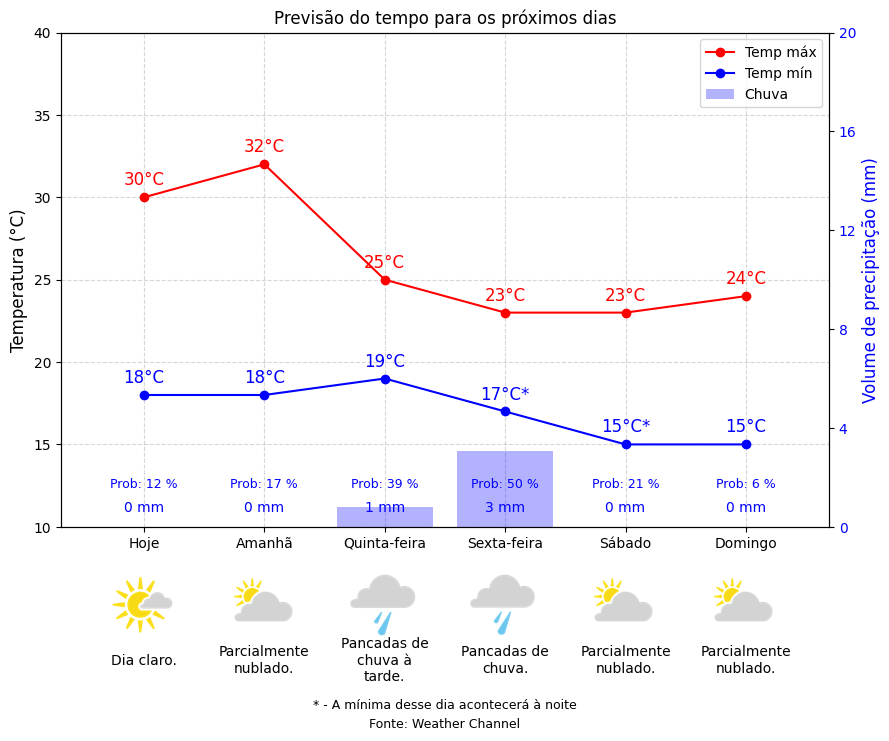 Previsão do tempo para os próximos dias
Temperatura (°C)
40
35
30
25
20
15
10
Volume de precipitação (mm)
20
16
12
8
4
0
Temp máx
Temp mín
Chuva
30°C
32°C
25°C
23°C
23°C
24°C
18°C
18°C
19°C
17°C*
15°C*
15°C
Prob: 12 %
Prob: 17 %
Prob: 39 %
Prob: 50 %
Prob: 21 %
Prob: 6 %
0 mm
0 mm
1 mm
3 mm
0 mm
0 mm
Hoje
Amanhã
Quinta-feira
Sexta-feira
Sábado
Domingo
Dia claro.
Parcialmente
nublado.
Pancadas de
chuva à
tarde.
Pancadas de
chuva.
Parcialmente
nublado.
Parcialmente
nublado.
* - A mínima desse dia acontecerá à noite
Fonte: Weather Channel